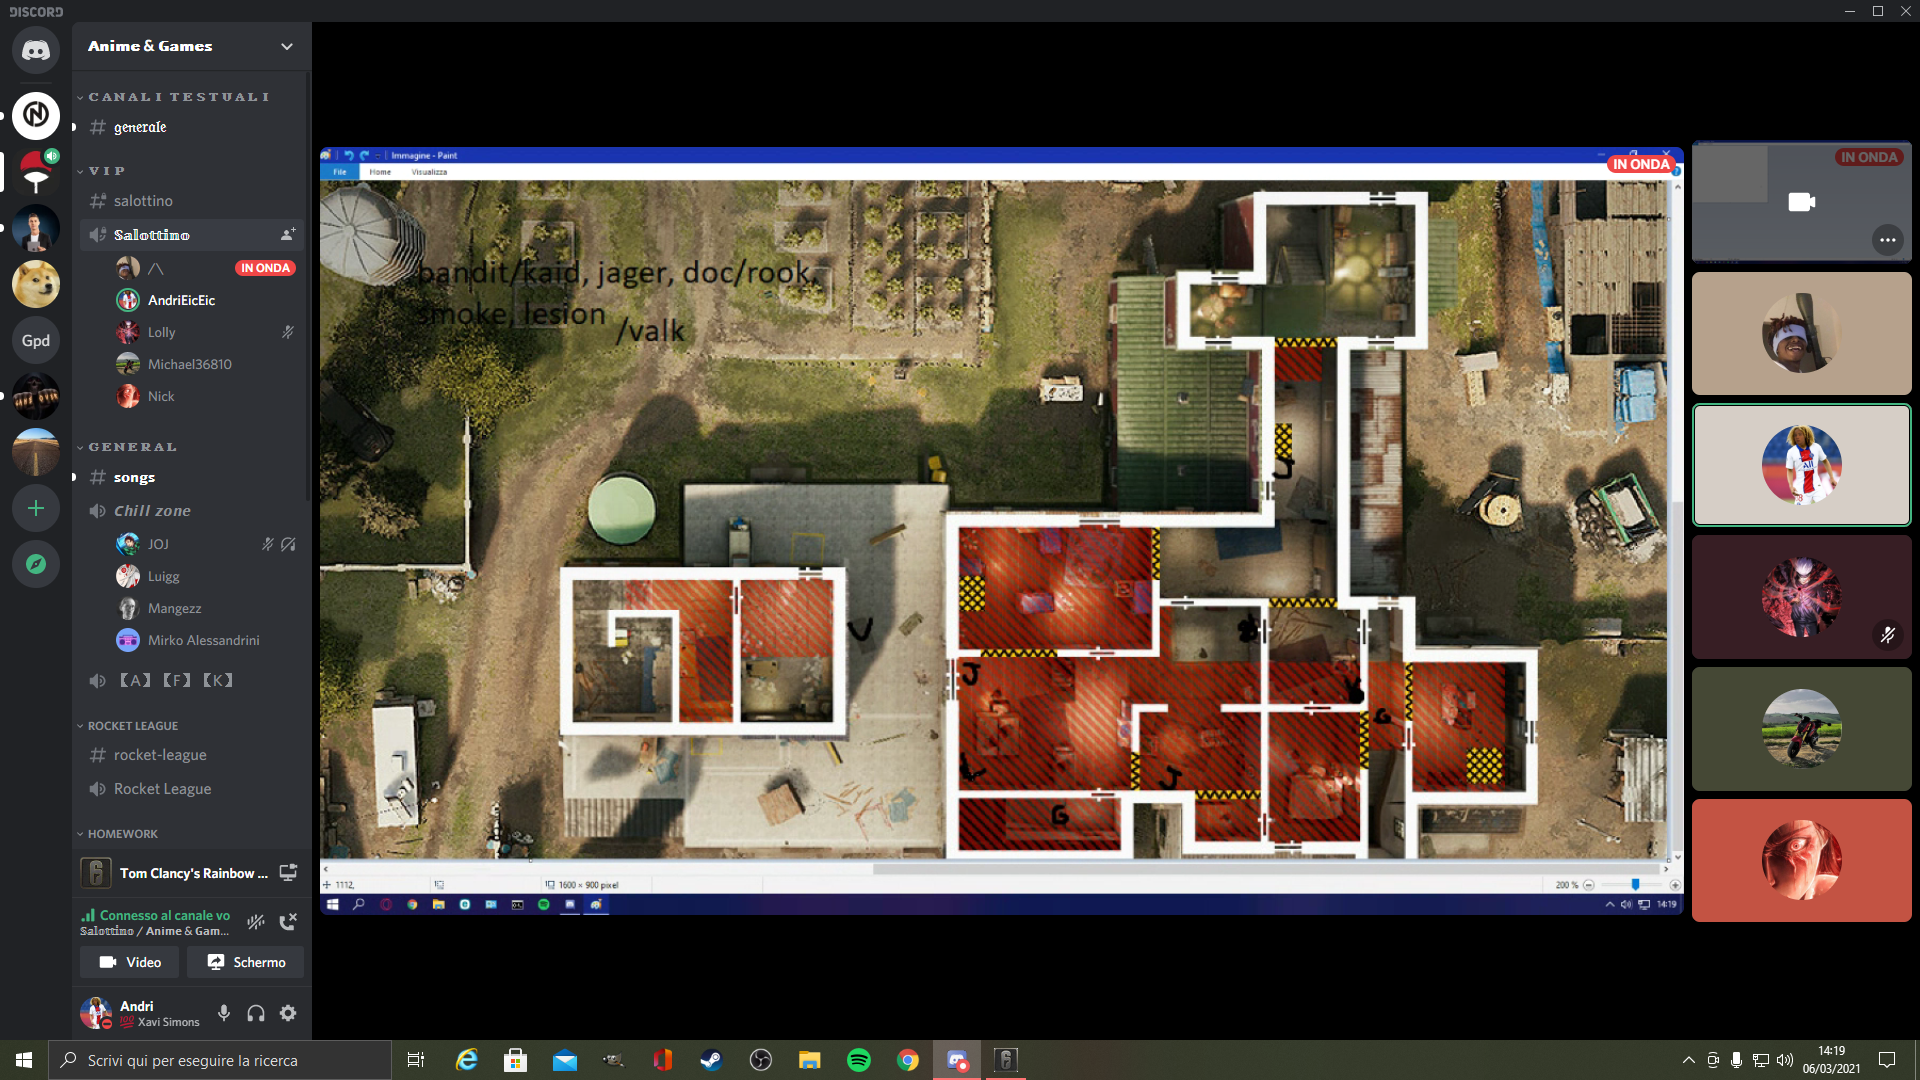 DISCORD
Anime & Games
CANALI TESTUALI
generale
VIP
salottino
Salottino
/\
IN ONDA
AndriEicEic
Lolly
Michael36810
Nick
GENERAL
songs
Chill zone
JOJ
Luigg
Mangezz
Mirko Alessandrini
【A】【F】【K】
ROCKET LEAGUE
rocket-league
Rocket League
HOMEWORK
Gpd
Tom Clancy's Rainbow ...
Connesso al canale vo
Salottino / Anime & Gam...
Video
Schermo
Andri
💯 Xavi Simons
Immagine - Paint
File
Home
Visualizza
IN ONDA
bandit/kaid, jager, doc/rook,
smoke, lesion
/valk
J
J
J
G
G
1112,
1600 × 900 pixel
200 %
14:19
IN ONDA
Scrivi qui per eseguire la ricerca
14:19
06/03/2021